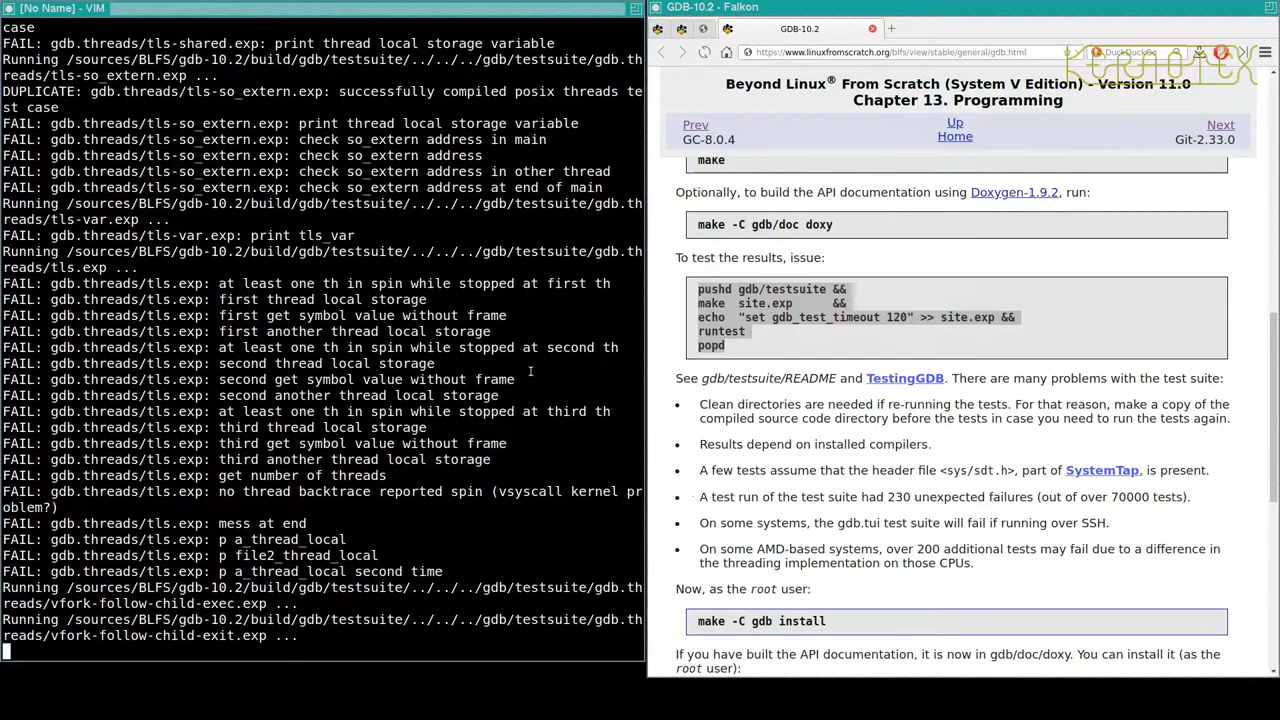 [No Name] - VIM
case
FAIL: gdb.threads/tls-shared.exp: print thread local storage variable
Running /sources/BLFS/gdb-10.2/build/gdb/testsuite/../../../gdb/testsuite/gdb.th
reads/tls-so_extern.exp ...
DUPLICATE: gdb.threads/tls-so_extern.exp: successfully compiled posix threads te
st case
FAIL: gdb.threads/tls-so_extern.exp: print thread local storage variable
FAIL: gdb.threads/tls-so_extern.exp: check so_extern address in main
FAIL: gdb.threads/tls-so_extern.exp: check so_extern address
FAIL: gdb.threads/tls-so_extern.exp: check so_extern address in other thread
FAIL: gdb.threads/tls-so_extern.exp: check so_extern address at end of main
Running /sources/BLFS/gdb-10.2/build/gdb/testsuite/../../../gdb/testsuite/gdb.th
reads/tls-var.exp ...
FAIL: gdb.threads/tls-var.exp: print tls_var
Running /sources/BLFS/gdb-10.2/build/gdb/testsuite/../../../gdb/testsuite/gdb.th
reads/tls.exp ...
FAIL: gdb.threads/tls.exp: at least one th in spin while stopped at first th
FAIL: gdb.threads/tls.exp: first thread local storage
FAIL: gdb.threads/tls.exp: first get symbol value without frame
FAIL: gdb.threads/tls.exp: first another thread local storage
FAIL: gdb.threads/tls.exp: at least one th in spin while stopped at second th
FAIL: gdb.threads/tls.exp: second thread local storage
FAIL: gdb.threads/tls.exp: second get symbol value without frame
FAIL: gdb.threads/tls.exp: second another thread local storage
FAIL: gdb.threads/tls.exp: at least one th in spin while stopped at third th
FAIL: gdb.threads/tls.exp: third thread local storage
FAIL: gdb.threads/tls.exp: third get symbol value without frame
FAIL: gdb.threads/tls.exp: third another thread local storage
FAIL: gdb.threads/tls.exp: get number of threads
FAIL: gdb.threads/tls.exp: no thread backtrace reported spin (vsyscall kernel pr
oblem?)
FAIL: gdb.threads/tls.exp: mess at end
FAIL: gdb.threads/tls.exp: p a_thread_local
FAIL: gdb.threads/tls.exp: p file2_thread_local
FAIL: gdb.threads/tls.exp: p a_thread_local second time
Running /sources/BLFS/gdb-10.2/build/gdb/testsuite/../../../gdb/testsuite/gdb.th
reads/vfork-follow-child-exec.exp ...
Running /sources/BLFS/gdb-10.2/build/gdb/testsuite/../../../gdb/testsuite/gdb.th
reads/vfork-follow-child-exit.exp ...
GDB-10.2 - Falkon
GDB-10.2
https://www.linuxfromscratch.org/blfs/view/stable/general/gdb.html
DuckDuckGo
KERNOTEX
Beyond Linux® From Scratch (System V Edition) - Version 11.0
Chapter 13. Programming
Prev Up Next
GC-8.0.4 Home Git-2.33.0
make
Optionally, to build the API documentation using Doxygen-1.9.2, run:
make -C gdb/doc doxy
To test the results, issue:
pushd gdb/testsuite &&
make site.exp &&
echo "set gdb_test_timeout 120" >> site.exp &&
runtest
popd
See gdb/testsuite/README and TestingGDB. There are many problems with the test suite:
• Clean directories are needed if re-running the tests. For that reason, make a copy of the
compiled source code directory before the tests in case you need to run the tests again.
• Results depend on installed compilers.
• A few tests assume that the header file <sys/sdt.h>, part of SystemTap, is present.
• A test run of the test suite had 230 unexpected failures (out of over 70000 tests).
• On some systems, the gdb.tui test suite will fail if running over SSH.
• On some AMD-based systems, over 200 additional tests may fail due to a difference in
the threading implementation on those CPUs.
Now, as the root user:
make -C gdb install
If you have built the API documentation, it is now in gdb/doc/doxy. You can install it (as the
root user):